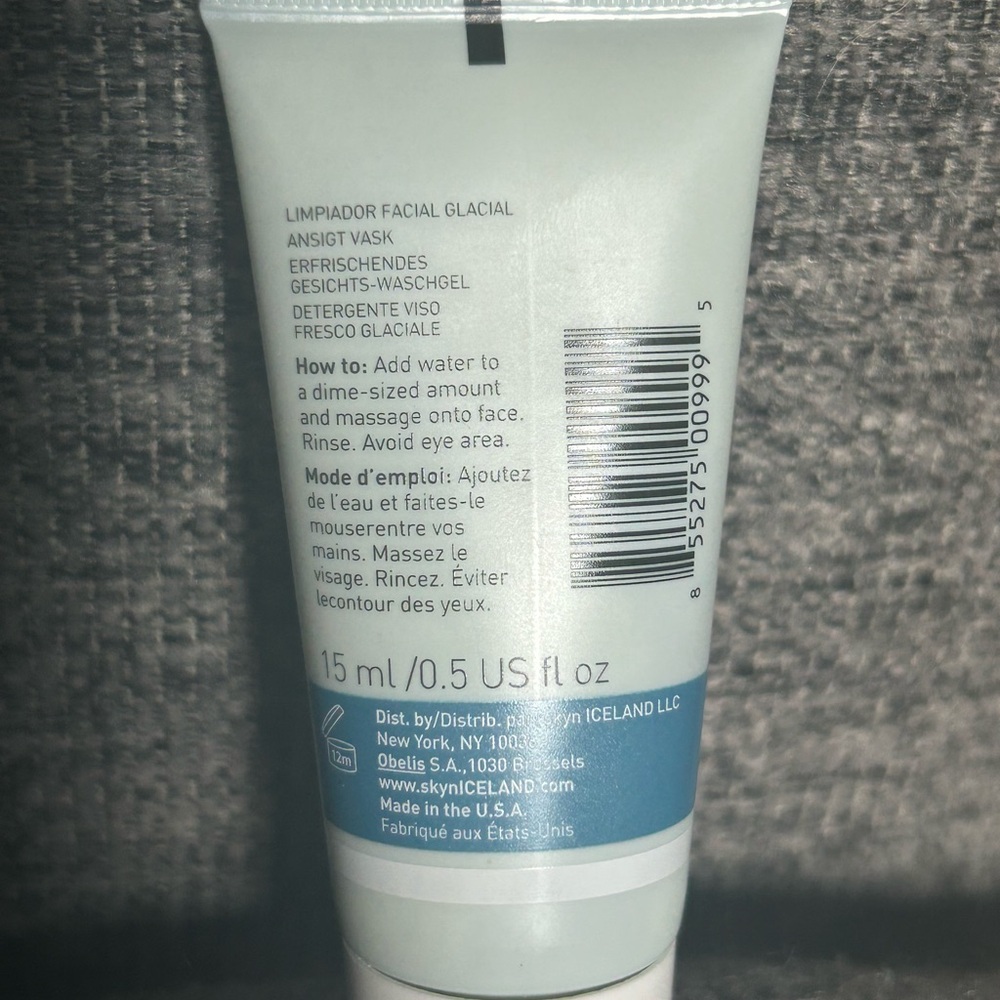 LIMPIADOR FACIAL GLACIAL
ANSIGT VASK
ERFRISCHENDES
GESICHTS-WASCHGEL
DETERGENTE VISO
FRESCO GLACIALE
How to: Add water to
a dime-sized amount
and massage onto face.
Rinse. Avoid eye area.
Mode d'emploi: Ajoutez
de l'eau et faites-le
mouserentre vos
mains. Massez le
visage. Rincez. Éviter
lecontour des yeux.
8 55275 00999 5
15 ml /0.5 US fl oz
12m
Dist. by/Distrib. ICELAND LLC
New York, NY
Obelis S.A.,1030
www.skynICELAND.com
Made in the U.S.A.
Fabriqué aux États-Unis